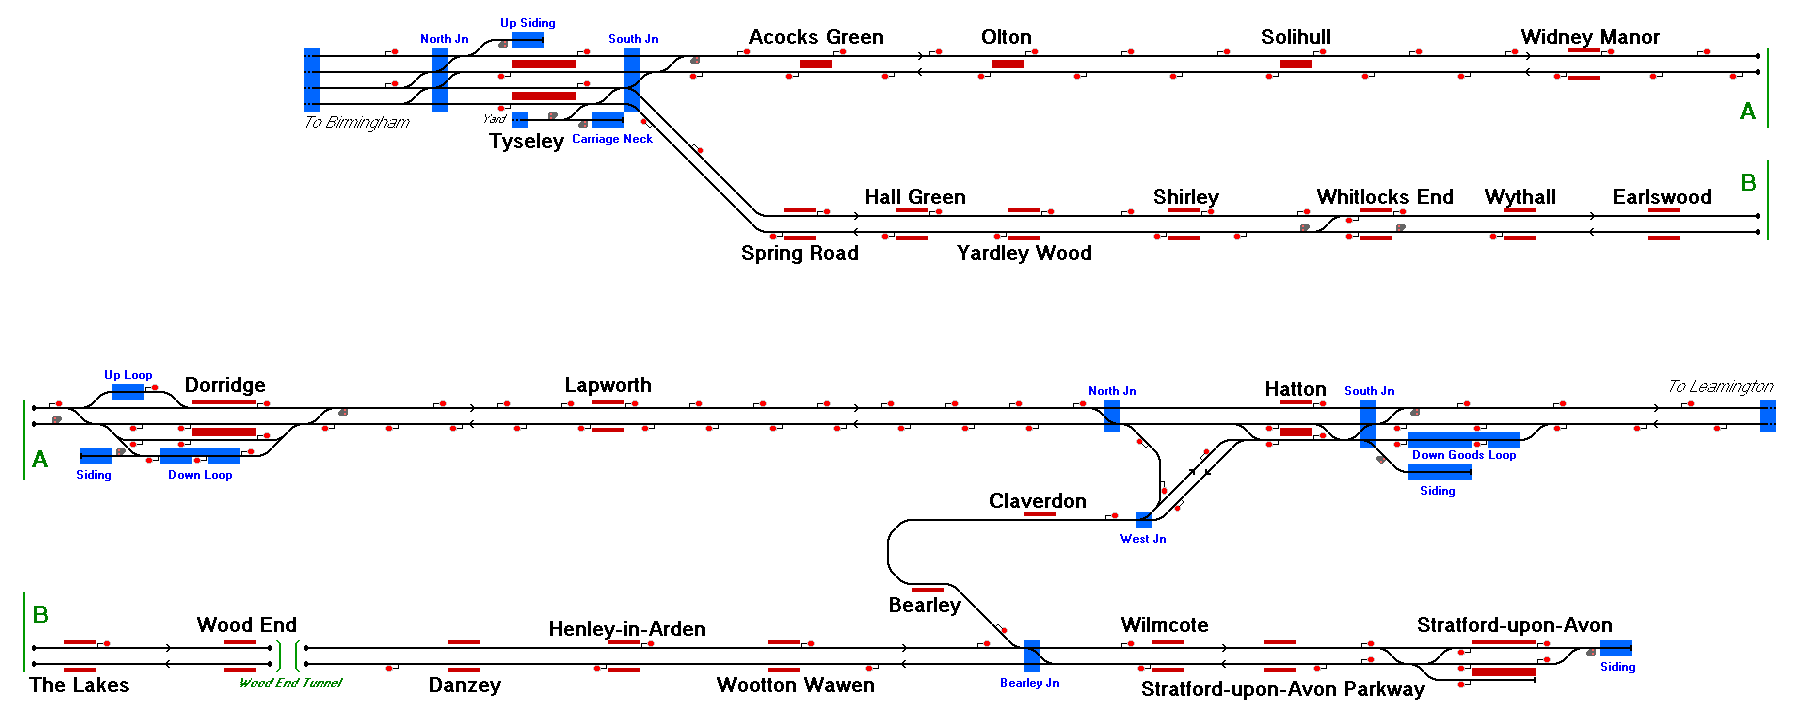 Up Siding
North Jn
South Jn
Acocks Green
Olton
Solihull
Widney Manor
To Birmingham
Yard
Tyseley
Carriage Neck
A
B
Hall Green
Shirley
Whitlocks End
Wythall
Earlswood
Spring Road
Yardley Wood
Up Loop
Dorridge
Lapworth
North Jn
Hatton
South Jn
To Leamington
A
Siding
Down Loop
Down Goods Loop
Siding
Claverdon
West Jn
Bearley
B
Wood End
Henley-in-Arden
Wilmcote
Stratford-upon-Avon
The Lakes
Wood End Tunnel
Danzey
Wootton Wawen
Bearley Jn
Stratford-upon-Avon Parkway
Siding